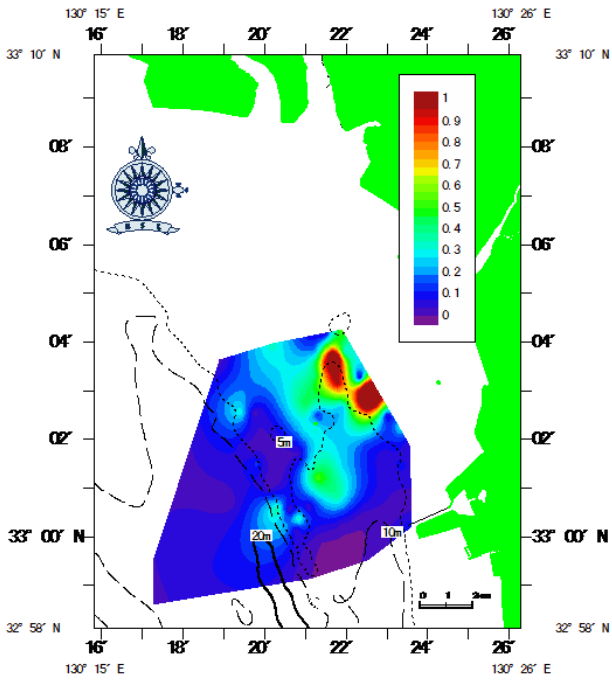 130° 15′ E 130° 26′ E
16′ 18′ 20′ 22′ 24′ 26′
33° 10′ N 33° 10′ N
1
0.9
0.8
0.7
0.6
0.5
0.4
0.3
0.2
0.1
0
08′ 08′
06′ 06′
04′ 04′
02′ 02′
5m
33° 00′ N 20m 10m 33° 00′ N
0 1 2km
32° 58′ N 32° 58′ N
16′ 18′ 20′ 22′ 24′ 26′
130° 15′ E 130° 26′ E